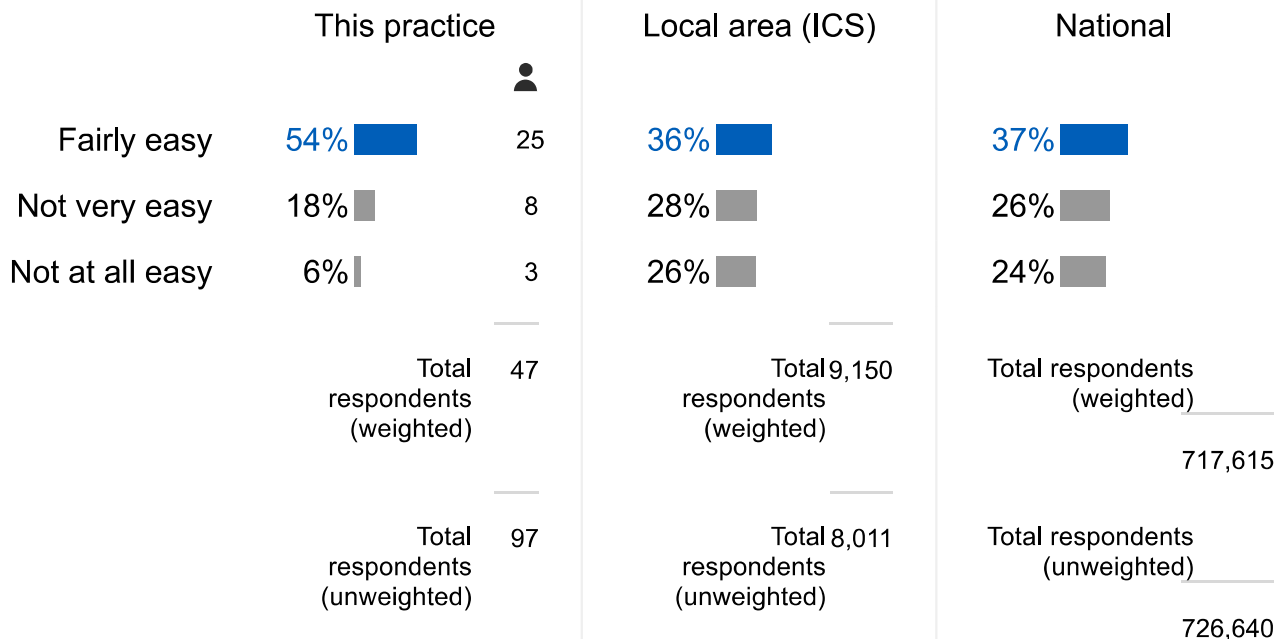 This practice Local area (ICS) National
Fairly easy 54% 25 36% 37%
Not very easy 18% 8 28% 26%
Not at all easy 6% 3 26% 24%
Total 47 Total 9,150 Total respondents
respondents respondents (weighted)
(weighted) (weighted)
717,615
Total 97 Total 8,011 Total respondents
respondents respondents (unweighted)
(unweighted) (unweighted)
726,640